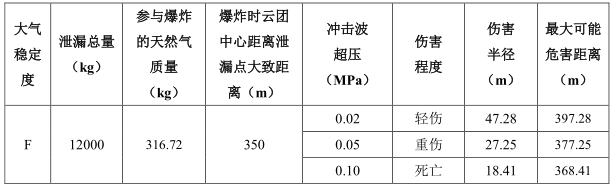 大气
稳定
度
泄漏总量
（kg）
参与爆炸
的天然气
质量
（kg）
爆炸时云团
中心距离泄
漏点大致距
离（m）
冲击波
超压
（MPa）
伤害
程度
伤害
半径
（m）
最大可能
危害距离
（m）
F
12000
316.72
350
0.02 轻伤 47.28 397.28
0.05 重伤 27.25 377.25
0.10 死亡 18.41 368.41